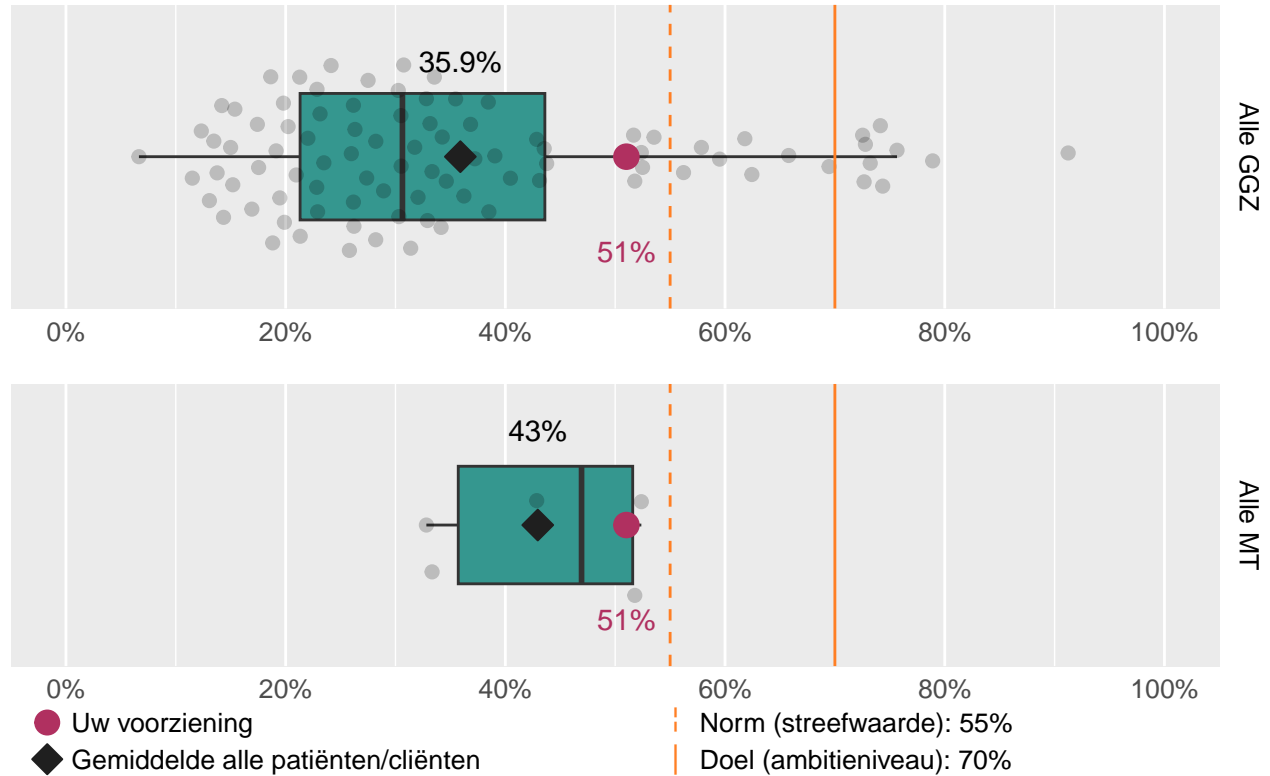 35.9%
51%
Alle GGZ
0% 20% 40% 60% 80% 100%
43%
51%
Alle MT
0% 20% 40% 60% 80% 100%
Uw voorziening
Gemiddelde alle patiënten/cliënten
Norm (streefwaarde): 55%
Doel (ambitieniveau): 70%